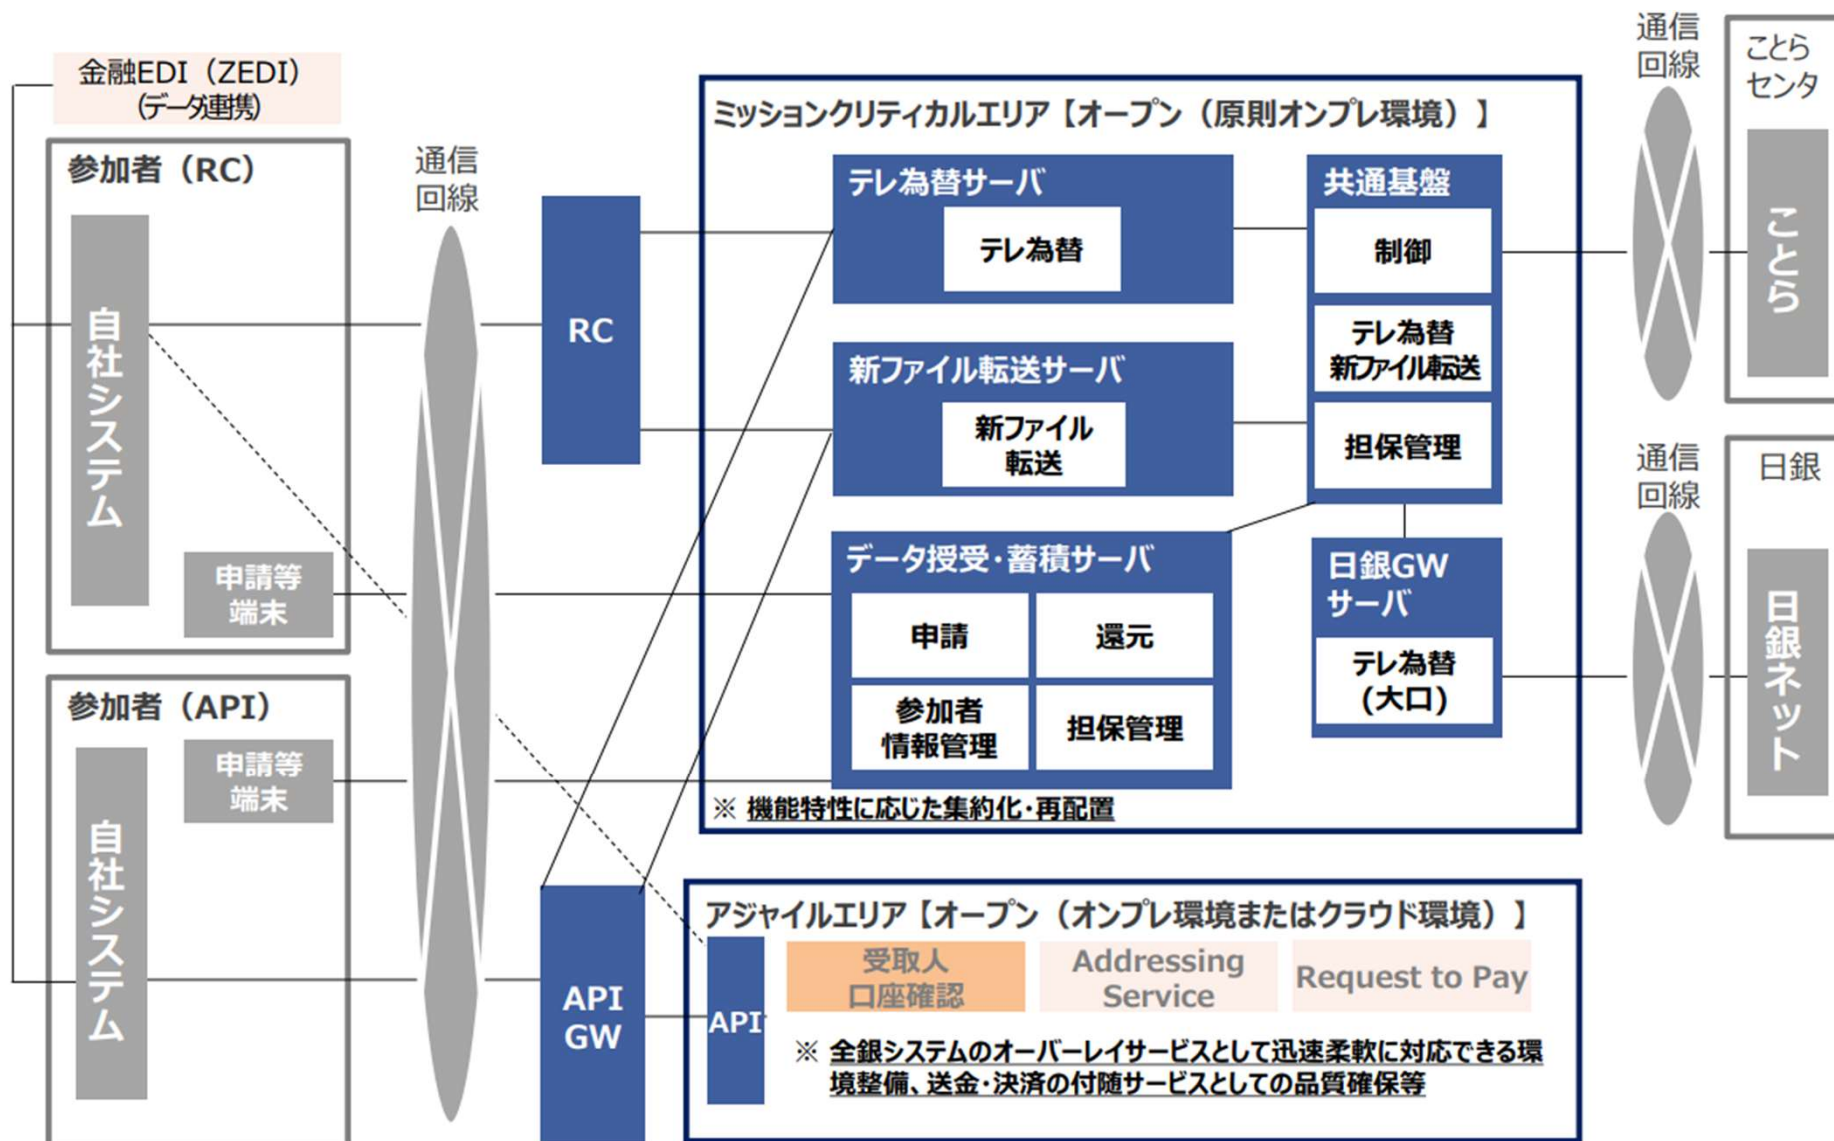 金融EDI(ZEDI)
(データ連携)
参加者(RC)
自社システム
申請等
端末
参加者(API)
申請等
端末
自社システム
通信
回線
RC
API
GW
ミッションクリティカルエリア【オープン(原則オンプレ環境)】
テレ為替サーバ
テレ為替
新ファイル転送サーバ
新ファイル
転送
データ授受・蓄積サーバ
申請
還元
参加者
情報管理
担保管理
共通基盤
制御
テレ為替
新ファイル転送
担保管理
日銀GW
サーバ
テレ為替
(大口)
※ 機能特性に応じた集約化・再配置
アジャイルエリア【オープン(オンプレ環境またはクラウド環境)】
API
受取人
口座確認
Addressing
Service
Request to Pay
※ 全銀システムのオーバーレイサービスとして迅速柔軟に対応できる環
境整備、送金・決済の付随サービスとしての品質確保等
通信
回線
ことら
センタ
ことら
通信
回線
日銀
日銀ネット